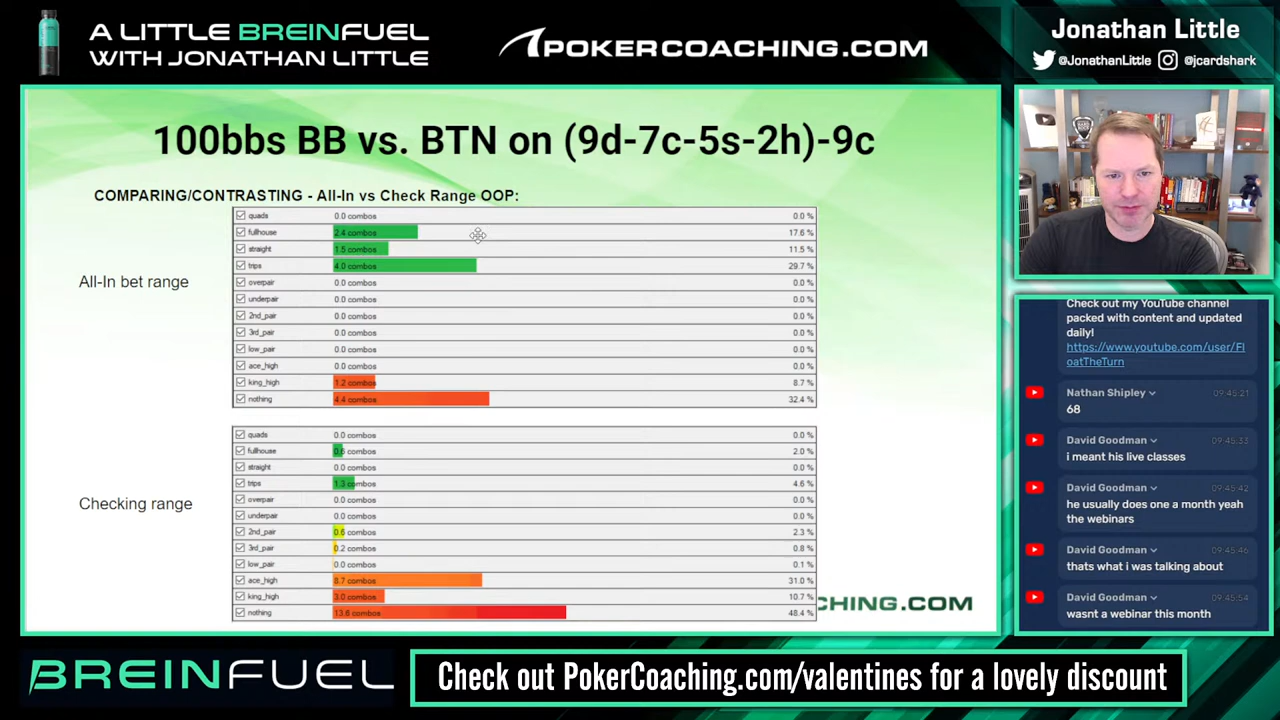 A LITTLE BREINFUEL
WITH JONATHAN LITTLE
POKERCOACHING.COM
Jonathan Little
@JonathanLittle @jcardshark
100bbs BB vs. BTN on (9d-7c-5s-2h)-9c
COMPARING/CONTRASTING - All-In vs Check Range OOP:
All-In bet range
quads 0.0 combos 0.0 %
fullhouse 2.4 combos 17.6 %
straight 1.5 combos 11.5 %
trips 4.0 combos 29.7 %
overpair 0.0 combos 0.0 %
underpair 0.0 combos 0.0 %
2nd_pair 0.0 combos 0.0 %
3rd_pair 0.0 combos 0.0 %
low_pair 0.0 combos 0.0 %
ace_high 0.0 combos 0.0 %
king_high 1.2 combos 8.7 %
nothing 4.4 combos 32.4 %
Checking range
quads 0.0 combos 0.0 %
fullhouse 0.6 combos 2.0 %
straight 0.0 combos 0.0 %
trips 1.3 combos 4.6 %
overpair 0.0 combos 0.0 %
underpair 0.0 combos 0.0 %
2nd_pair 0.6 combos 2.3 %
3rd_pair 0.2 combos 0.8 %
low_pair 0.0 combos 0.1 %
ace_high 8.7 combos 31.0 %
king_high 3.0 combos 10.7 %
nothing 13.6 combos 48.4 %
CHING.COM
Check out my YouTube channel
packed with content and updated
daily!
https://www.youtube.com/user/Fl
oatTheTurn
Nathan Shipley 09:45:21
68
David Goodman 09:45:33
i meant his live classes
David Goodman 09:45:42
he usually does one a month yeah
the webinars
David Goodman 09:45:46
thats what i was talking about
David Goodman 09:45:54
wasnt a webinar this month
BREINFUEL
Check out PokerCoaching.com/valentines for a lovely discount